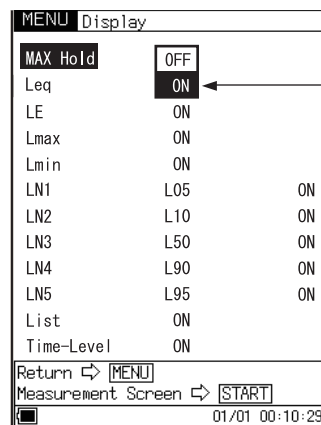 MENU Display
MAX Hold OFF
Leq ON
LE ON
Lmax ON
Lmin ON
LN1 L05 ON
LN2 L10 ON
LN3 L50 ON
LN4 L90 ON
LN5 L95 ON
List ON
Time-Level ON
Return ⇨ MENU
Measurement Screen ⇨ START
01/01 00:10:29